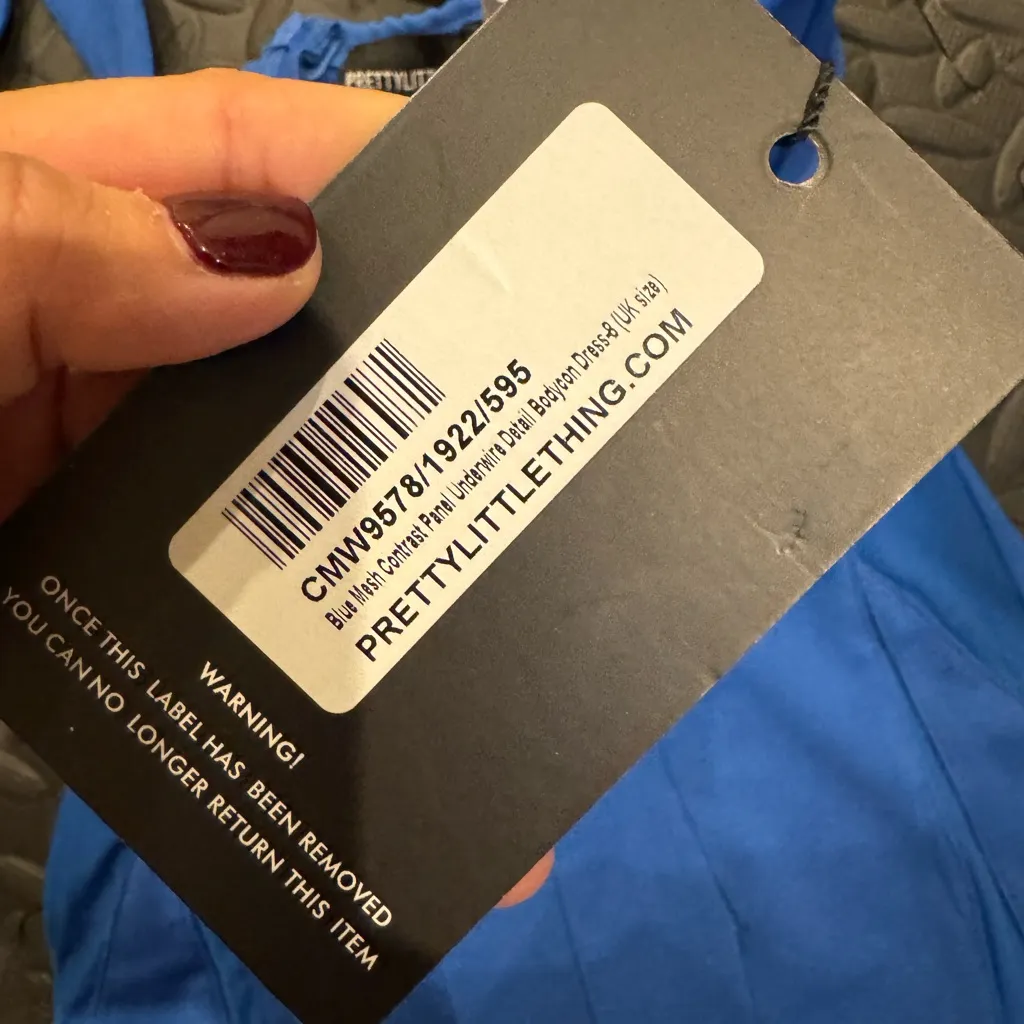 CMW9578/1922/595
Blue Mesh Contrast Panel Underwire Detail Bodycon Dress-8 (UK size)
PRETTYLITTLETHING.COM
WARNING!
ONCE THIS LABEL HAS BEEN REMOVED
YOU CAN NO LONGER RETURN THIS ITEM